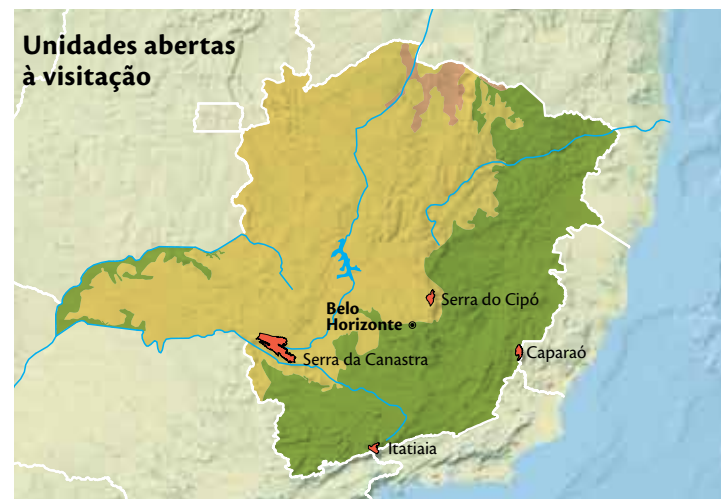 Unidades abertas
à visitação
Serra do Cipó
Belo
Horizonte
Serra da Canastra
Caparaó
Itatiaia